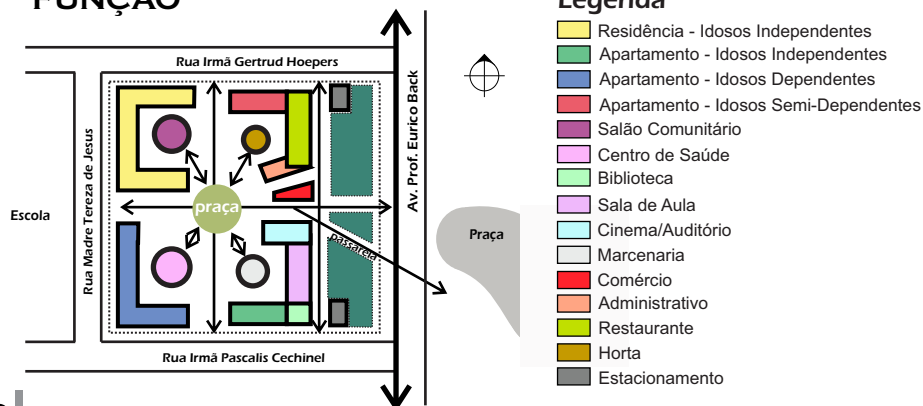 FUNÇÃO
Legenda
Rua Irmã Gertrud Hoepers
Rua Madre Tereza de Jesus
Av. Prof. Eurico Back
Escola
praça
passarela
Praça
Rua Irmã Pascalis Cechinel
Residência - Idosos Independentes
Apartamento - Idosos Independentes
Apartamento - Idosos Dependentes
Apartamento - Idosos Semi-Dependentes
Salão Comunitário
Centro de Saúde
Biblioteca
Sala de Aula
Cinema/Auditório
Marcenaria
Comércio
Administrativo
Restaurante
Horta
Estacionamento